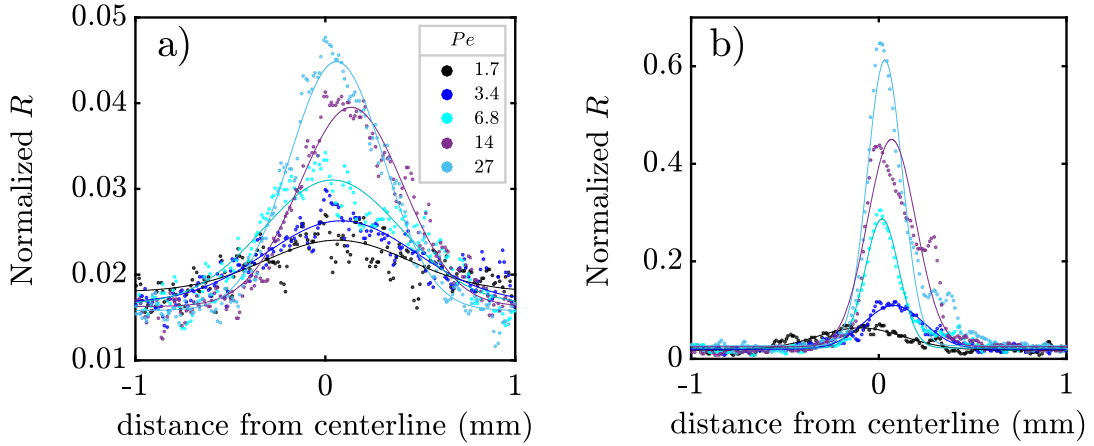 a)
0.05
0.04
0.03
0.02
0.01
Normalized R
-1 0 1
distance from centerline (mm)
Pe
1.7
3.4
6.8
14
27
b)
0.6
0.4
0.2
0
Normalized R
-1 0 1
distance from centerline (mm)